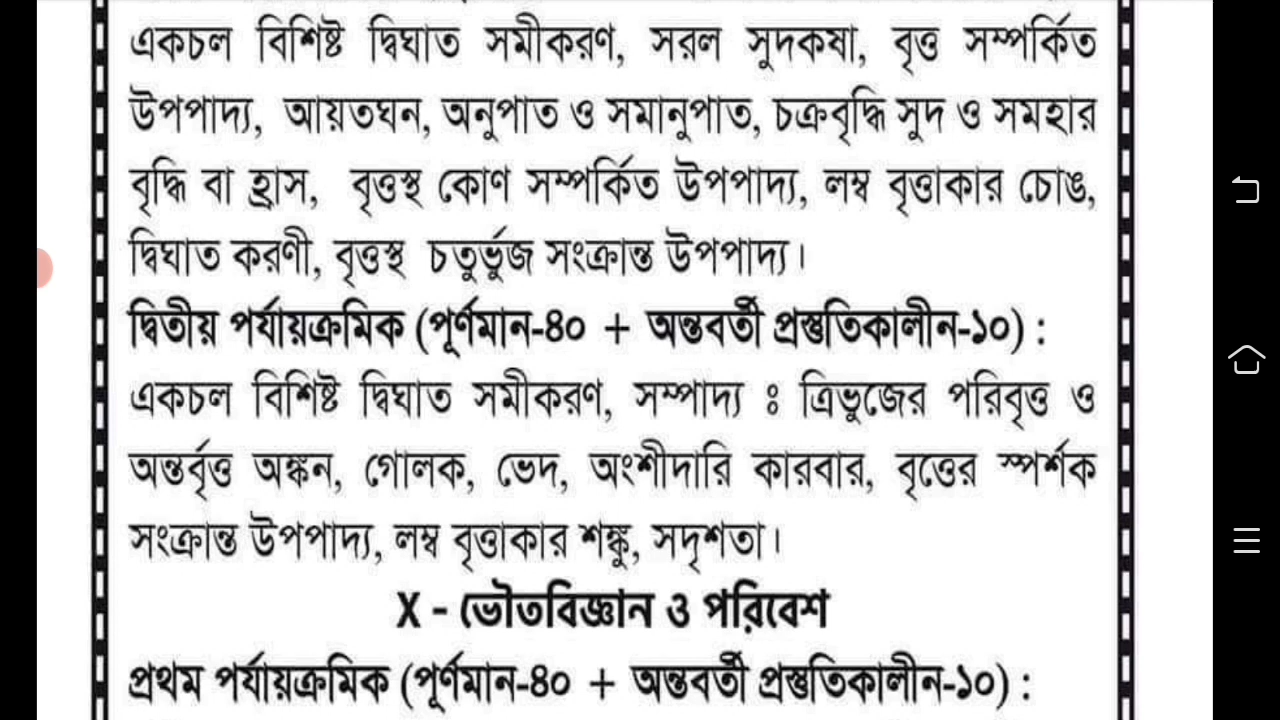 একচল বিশিষ্ট দ্বিঘাত সমীকরণ, সরল সুদকষা, বৃত্ত সম্পর্কিত
উপপাদ্য, আয়তঘন, অনুপাত ও সমানুপাত, চক্রবৃদ্ধি সুদ ও সমহার
বৃদ্ধি বা হ্রাস, বৃত্তস্থ কোণ সম্পর্কিত উপপাদ্য, লম্ব বৃত্তাকার চোঙ,
দ্বিঘাত করণী, বৃত্তস্থ চতুর্ভুজ সংক্রান্ত উপপাদ্য।
দ্বিতীয় পর্যায়ক্রমিক (পূর্ণমান-৪০ + অন্তবর্তী প্রস্তুতিকালীন-১০) :
একচল বিশিষ্ট দ্বিঘাত সমীকরণ, সম্পাদ্য ঃ ত্রিভুজের পরিবৃত্ত ও
অন্তর্বৃত্ত অঙ্কন, গোলক, ভেদ, অংশীদারি কারবার, বৃত্তের স্পর্শক
সংক্রান্ত উপপাদ্য, লম্ব বৃত্তাকার শঙ্কু, সদৃশতা।
X - ভৌতবিজ্ঞান ও পরিবেশ
প্রথম পর্যায়ক্রমিক (পূর্ণমান-৪০ + অন্তবর্তী প্রস্তুতিকালীন-১০) :